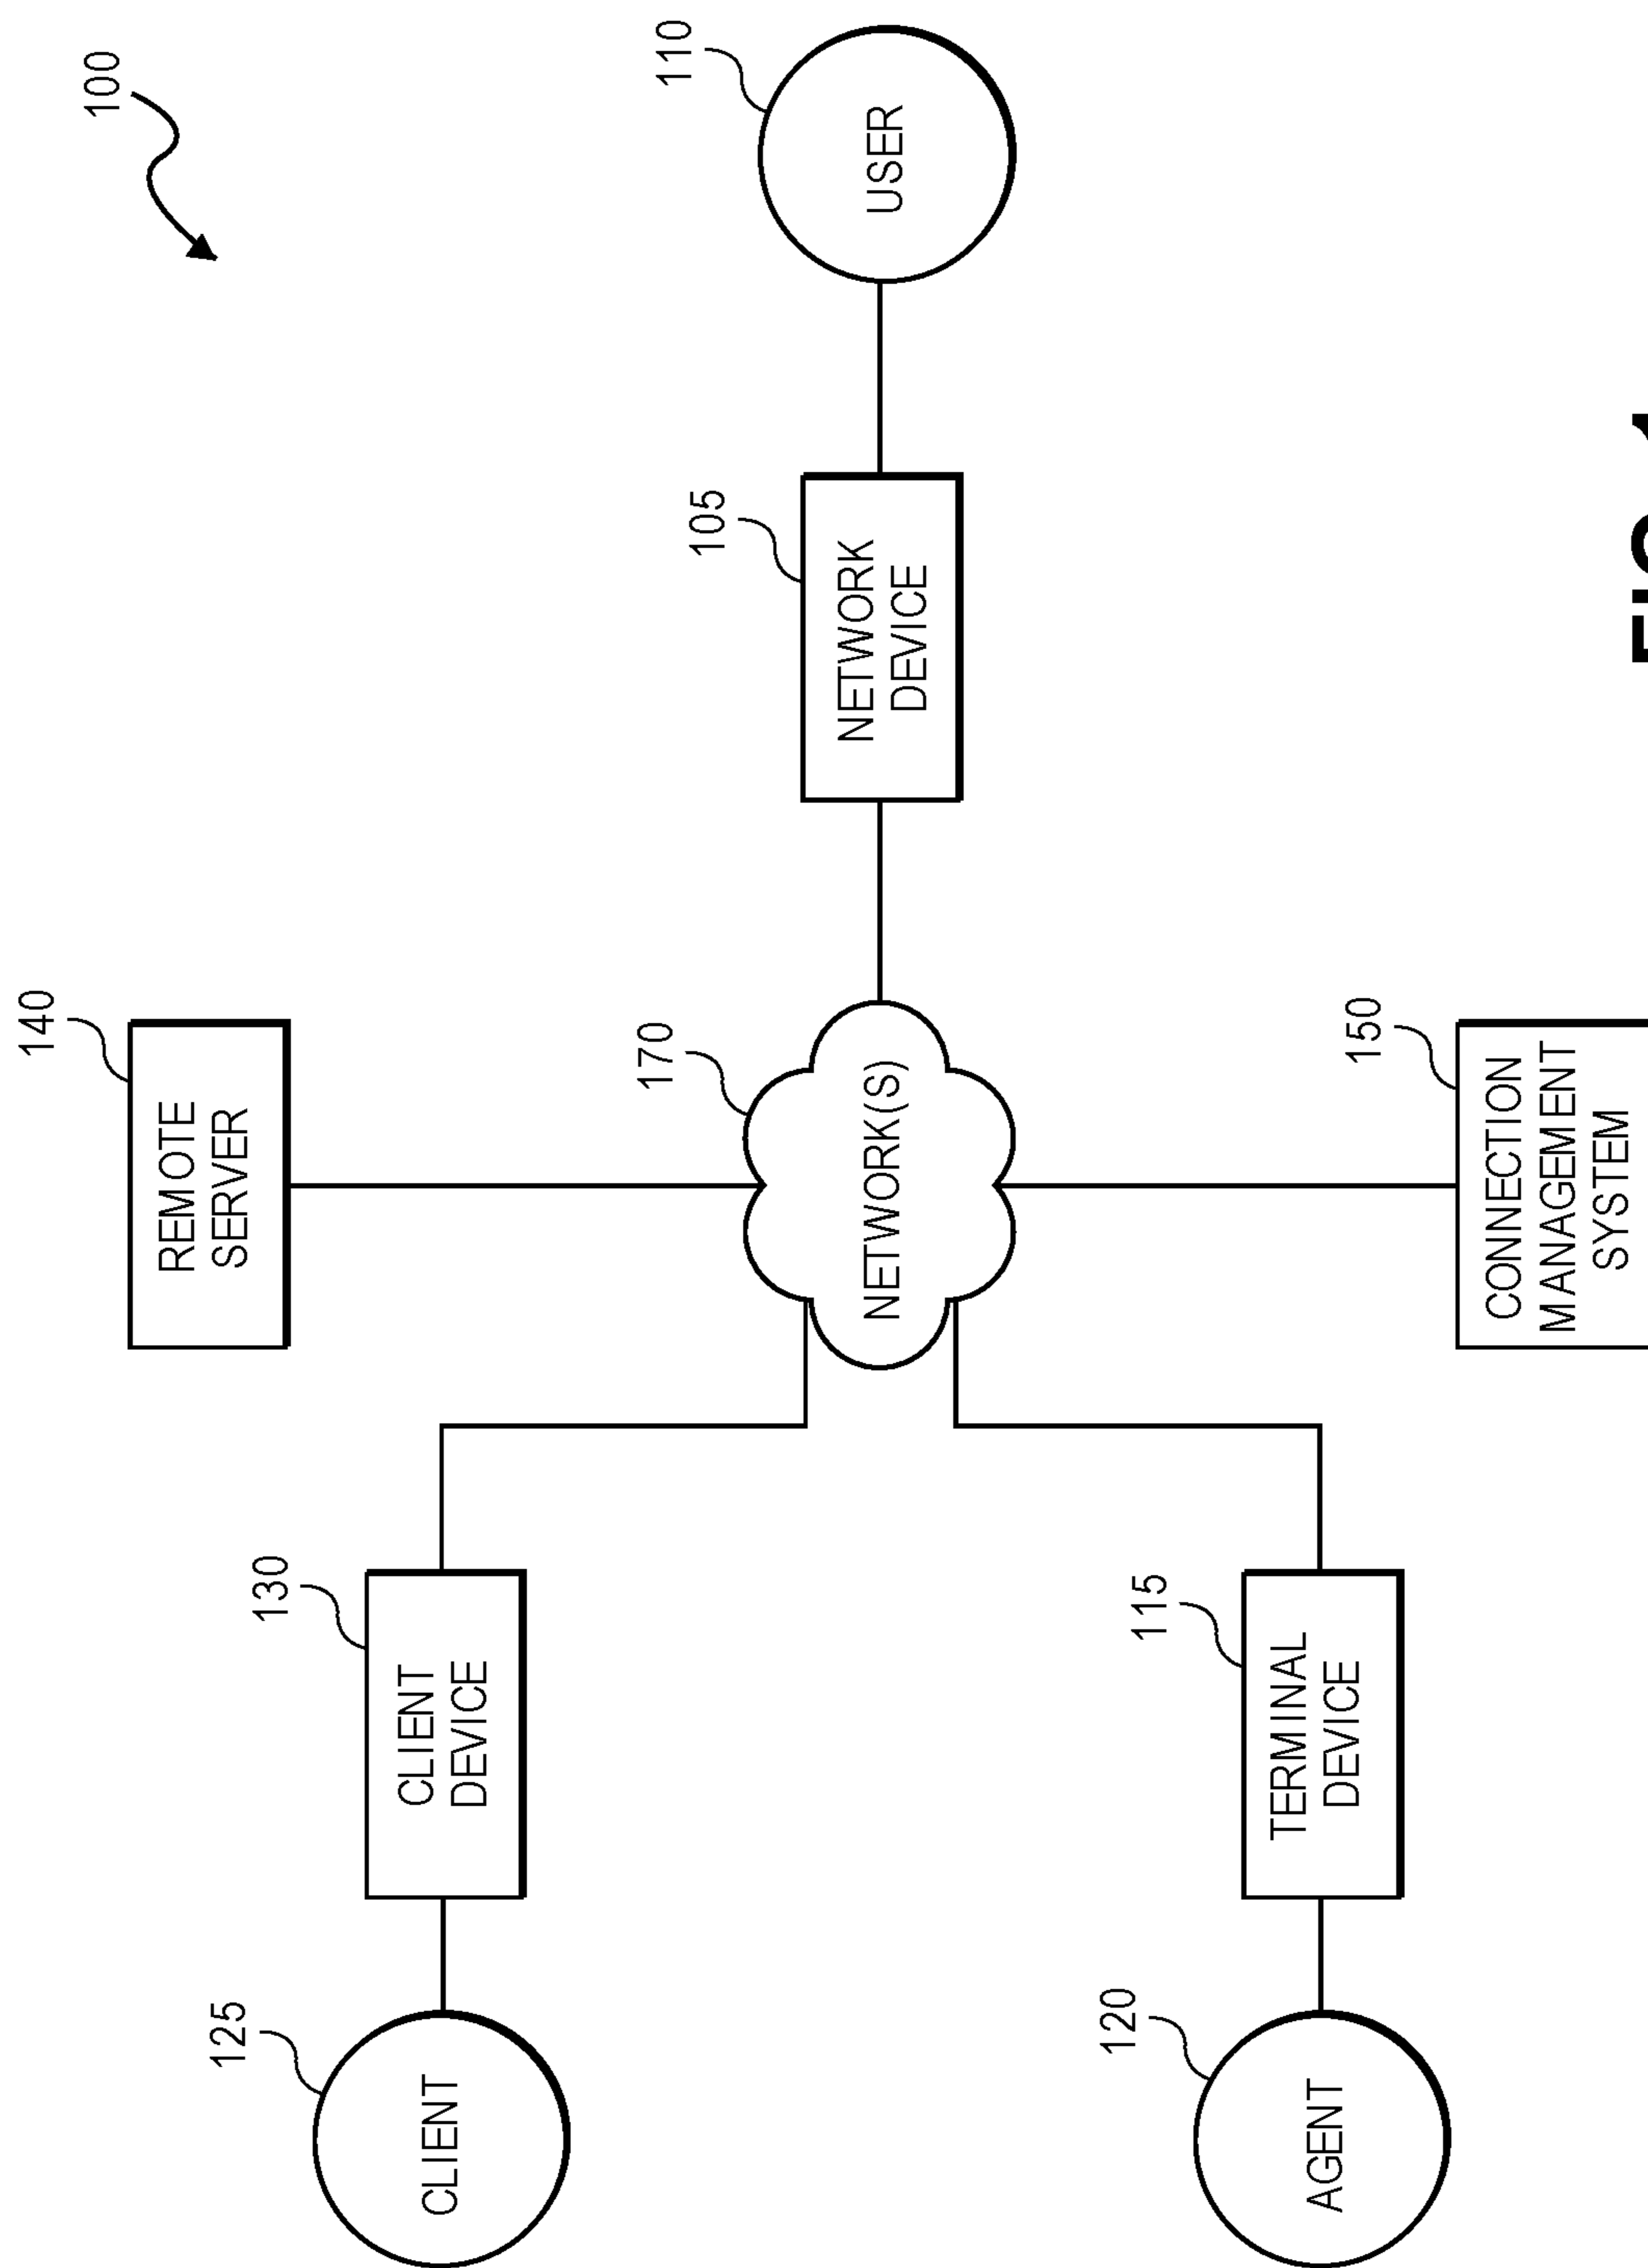 100
140
REMOTE
SERVER
125
CLIENT
130
CLIENT
DEVICE
170
NETWORK(S)
105
NETWORK
DEVICE
110
USER
120
AGENT
115
TERMINAL
DEVICE
150
CONNECTION
MANAGEMENT
SYSTEM